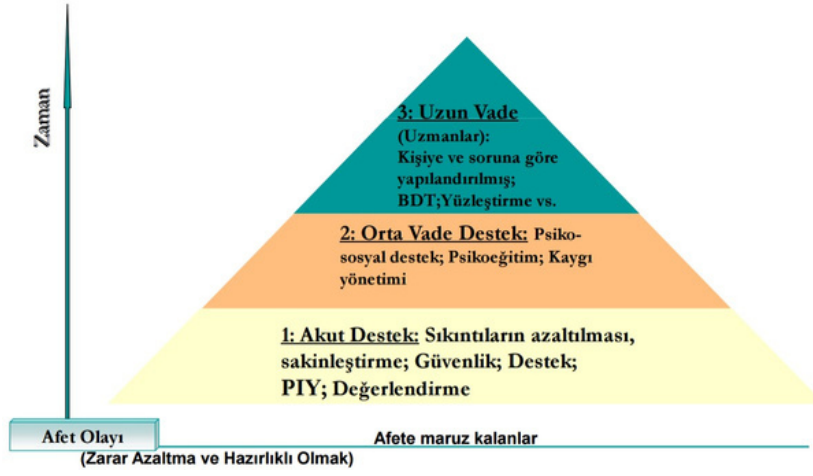 Zaman
3: Uzun Vade
(Uzmanlar):
Kişiye ve soruna göre
yapılandırılmış;
BDT;Yüzleştirme vs.
2: Orta Vade Destek: Psiko-
sosyal destek; Psikoeğitim; Kaygı
yönetimi
1: Akut Destek: Sıkıntıların azaltılması,
sakinleştirme; Güvenlik; Destek;
PIY; Değerlendirme
Afet Olayı
Afete maruz kalanlar
(Zarar Azaltma ve Hazırlıklı Olmak)